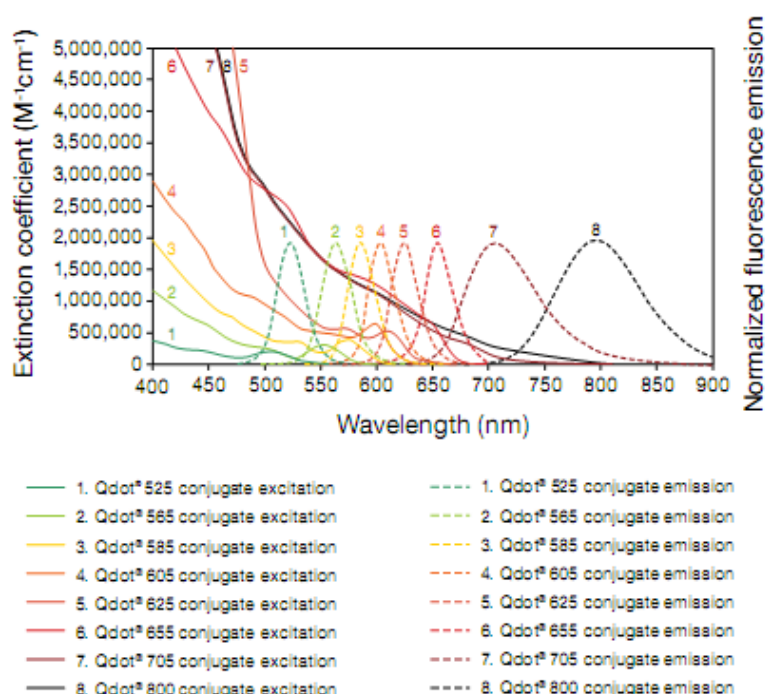 Extinction coefficient (M⁻¹cm⁻¹)
Normalized fluorescence emission
5,000,000
4,500,000
4,000,000
3,500,000
3,000,000
2,500,000
2,000,000
1,500,000
1,000,000
500,000
0
6 7 8 5
4
3
2
1
1 2 3 4 5 6 7 8
400 450 500 550 600 650 700 750 800 850 900
Wavelength (nm)
1. Qdot® 525 conjugate excitation
2. Qdot® 565 conjugate excitation
3. Qdot® 585 conjugate excitation
4. Qdot® 605 conjugate excitation
5. Qdot® 625 conjugate excitation
6. Qdot® 655 conjugate excitation
7. Qdot® 705 conjugate excitation
8. Qdot® 800 conjugate excitation
1. Qdot® 525 conjugate emission
2. Qdot® 565 conjugate emission
3. Qdot® 585 conjugate emission
4. Qdot® 605 conjugate emission
5. Qdot® 625 conjugate emission
6. Qdot® 655 conjugate emission
7. Qdot® 705 conjugate emission
8. Qdot® 800 conjugate emission